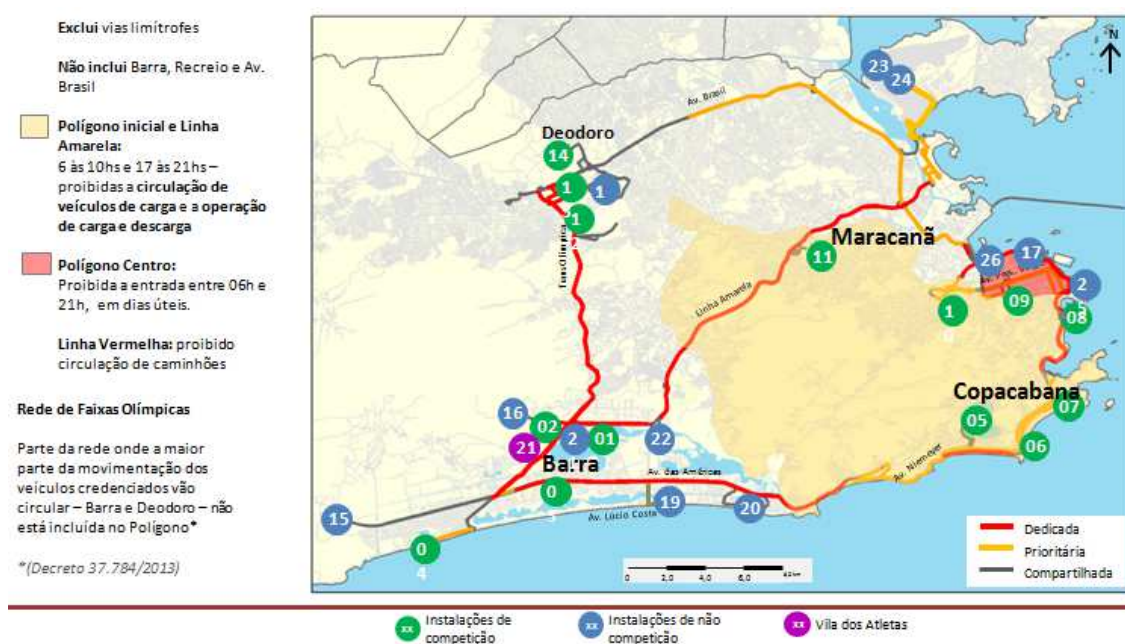 Exclui vias limítrofes
Não inclui Barra, Recreio e Av.
Brasil
Polígono inicial e Linha
Amarela:
6 às 10hs e 17 às 21hs –
proibidas a circulação de
veículos de carga e a operação
de carga e descarga
Polígono Centro:
Proibida a entrada entre 06h e
21h, em dias úteis.
Linha Vermelha: proibido
circulação de caminhões
Rede de Faixas Olímpicas
Parte da rede onde a maior
parte da movimentação dos
veículos credenciados vão
circular – Barra e Deodoro – não
está incluída no Polígono*
*(Decreto 37.784/2013)
N
23
24
Av. Brasil
Deodoro
14
1
1
1
Maracanã
11
26
17
2
09
08
1
Linha Amarela
Copacabana
05
07
06
16
02
21
2
01
22
Barra
Av. das Américas
Av. Niemeyer
0
15
19
20
Av. Lúcio Costa
0
4
0
2,0
4,0
6,0
Dedicada
Prioritária
Compartilhada
xx Instalações de
competição
xx Instalações de não
competição
xx Vila dos Atletas